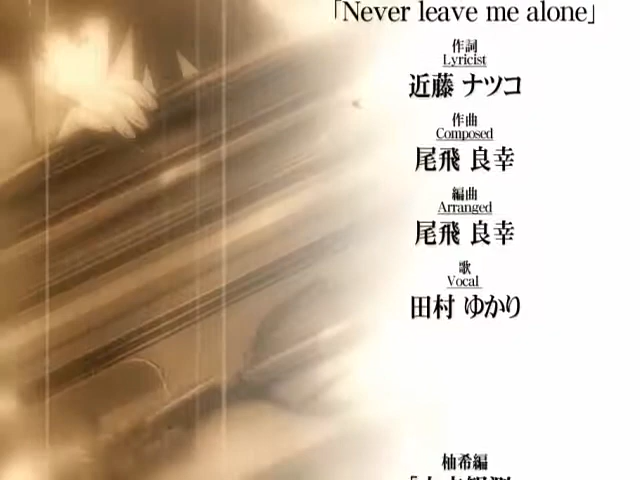 「Never leave me alone」
作詞
Lyricist
近藤 ナツコ
作曲
Composed
尾飛 良幸
編曲
Arranged
尾飛 良幸
歌
Vocal
田村 ゆかり
柚希編